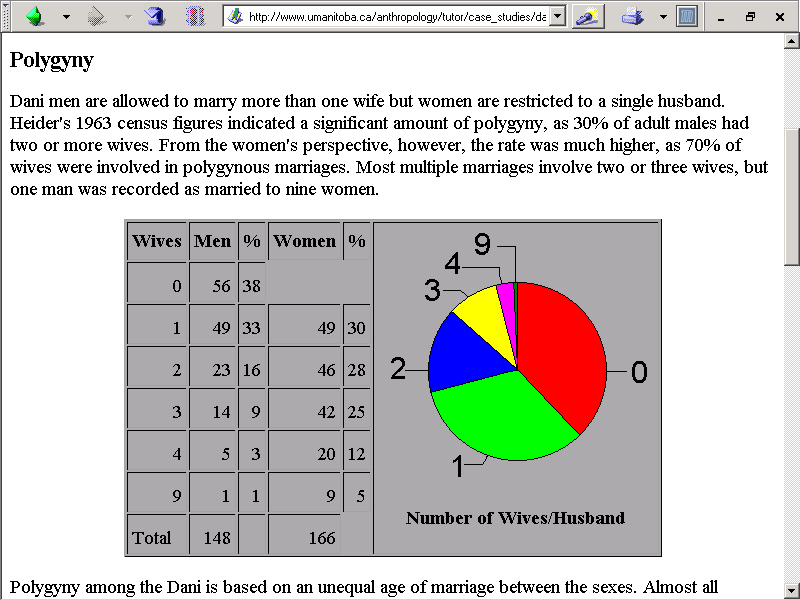 http://www.umanitoba.ca/anthropology/tutor/case_studies/da
Polygyny
Dani men are allowed to marry more than one wife but women are restricted to a single husband.
Heider's 1963 census figures indicated a significant amount of polygyny, as 30% of adult males had
two or more wives. From the women's perspective, however, the rate was much higher, as 70% of
wives were involved in polygynous marriages. Most multiple marriages involve two or three wives, but
one man was recorded as married to nine women.
Wives Men % Women %
0 56 38
1 49 33 49 30
2 23 16 46 28
3 14 9 42 25
4 5 3 20 12
9 1 1 9 5
Total 148 166
9
4
3
2
0
1
Number of Wives/Husband
Polygyny among the Dani is based on an unequal age of marriage between the sexes. Almost all